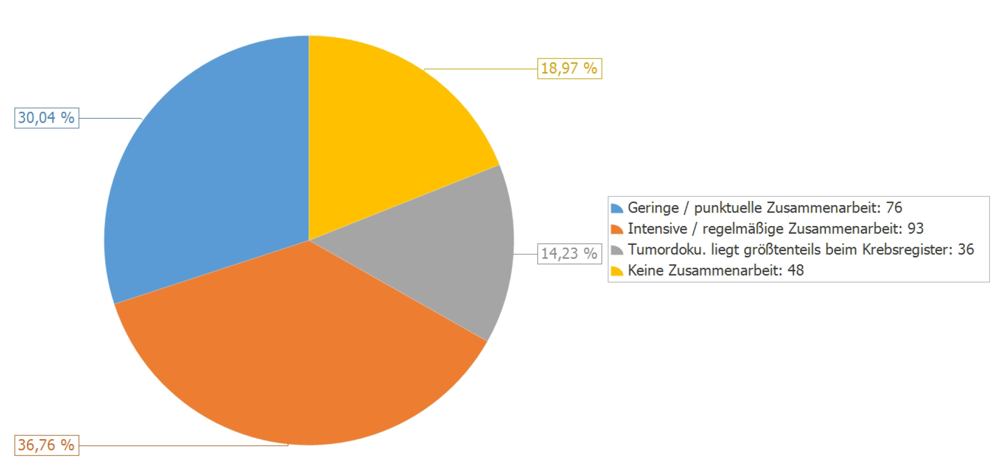 18,97 %
30,04 %
Geringe / punktuelle Zusammenarbeit: 76
Intensive / regelmäßige Zusammenarbeit: 93
Tumordoku. liegt größtenteils beim Krebsregister: 36
Keine Zusammenarbeit: 48
14,23 %
36,76 %